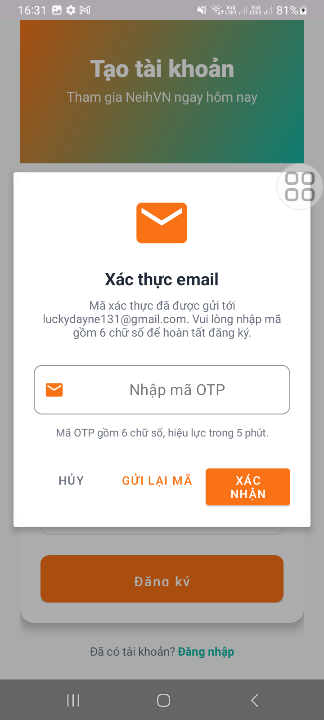 16:31
81%
Tạo tài khoản
Tham gia NeihVN ngay hôm nay
Xác thực email
Mã xác thực đã được gửi tới
luckydayne131@gmail.com. Vui lòng nhập mã
gồm 6 chữ số để hoàn tất đăng ký.
Nhập mã OTP
Mã OTP gồm 6 chữ số, hiệu lực trong 5 phút.
HỦY
GỬI LẠI MÃ
XÁC
NHẬN
Đăng ký
Đã có tài khoản? Đăng nhập